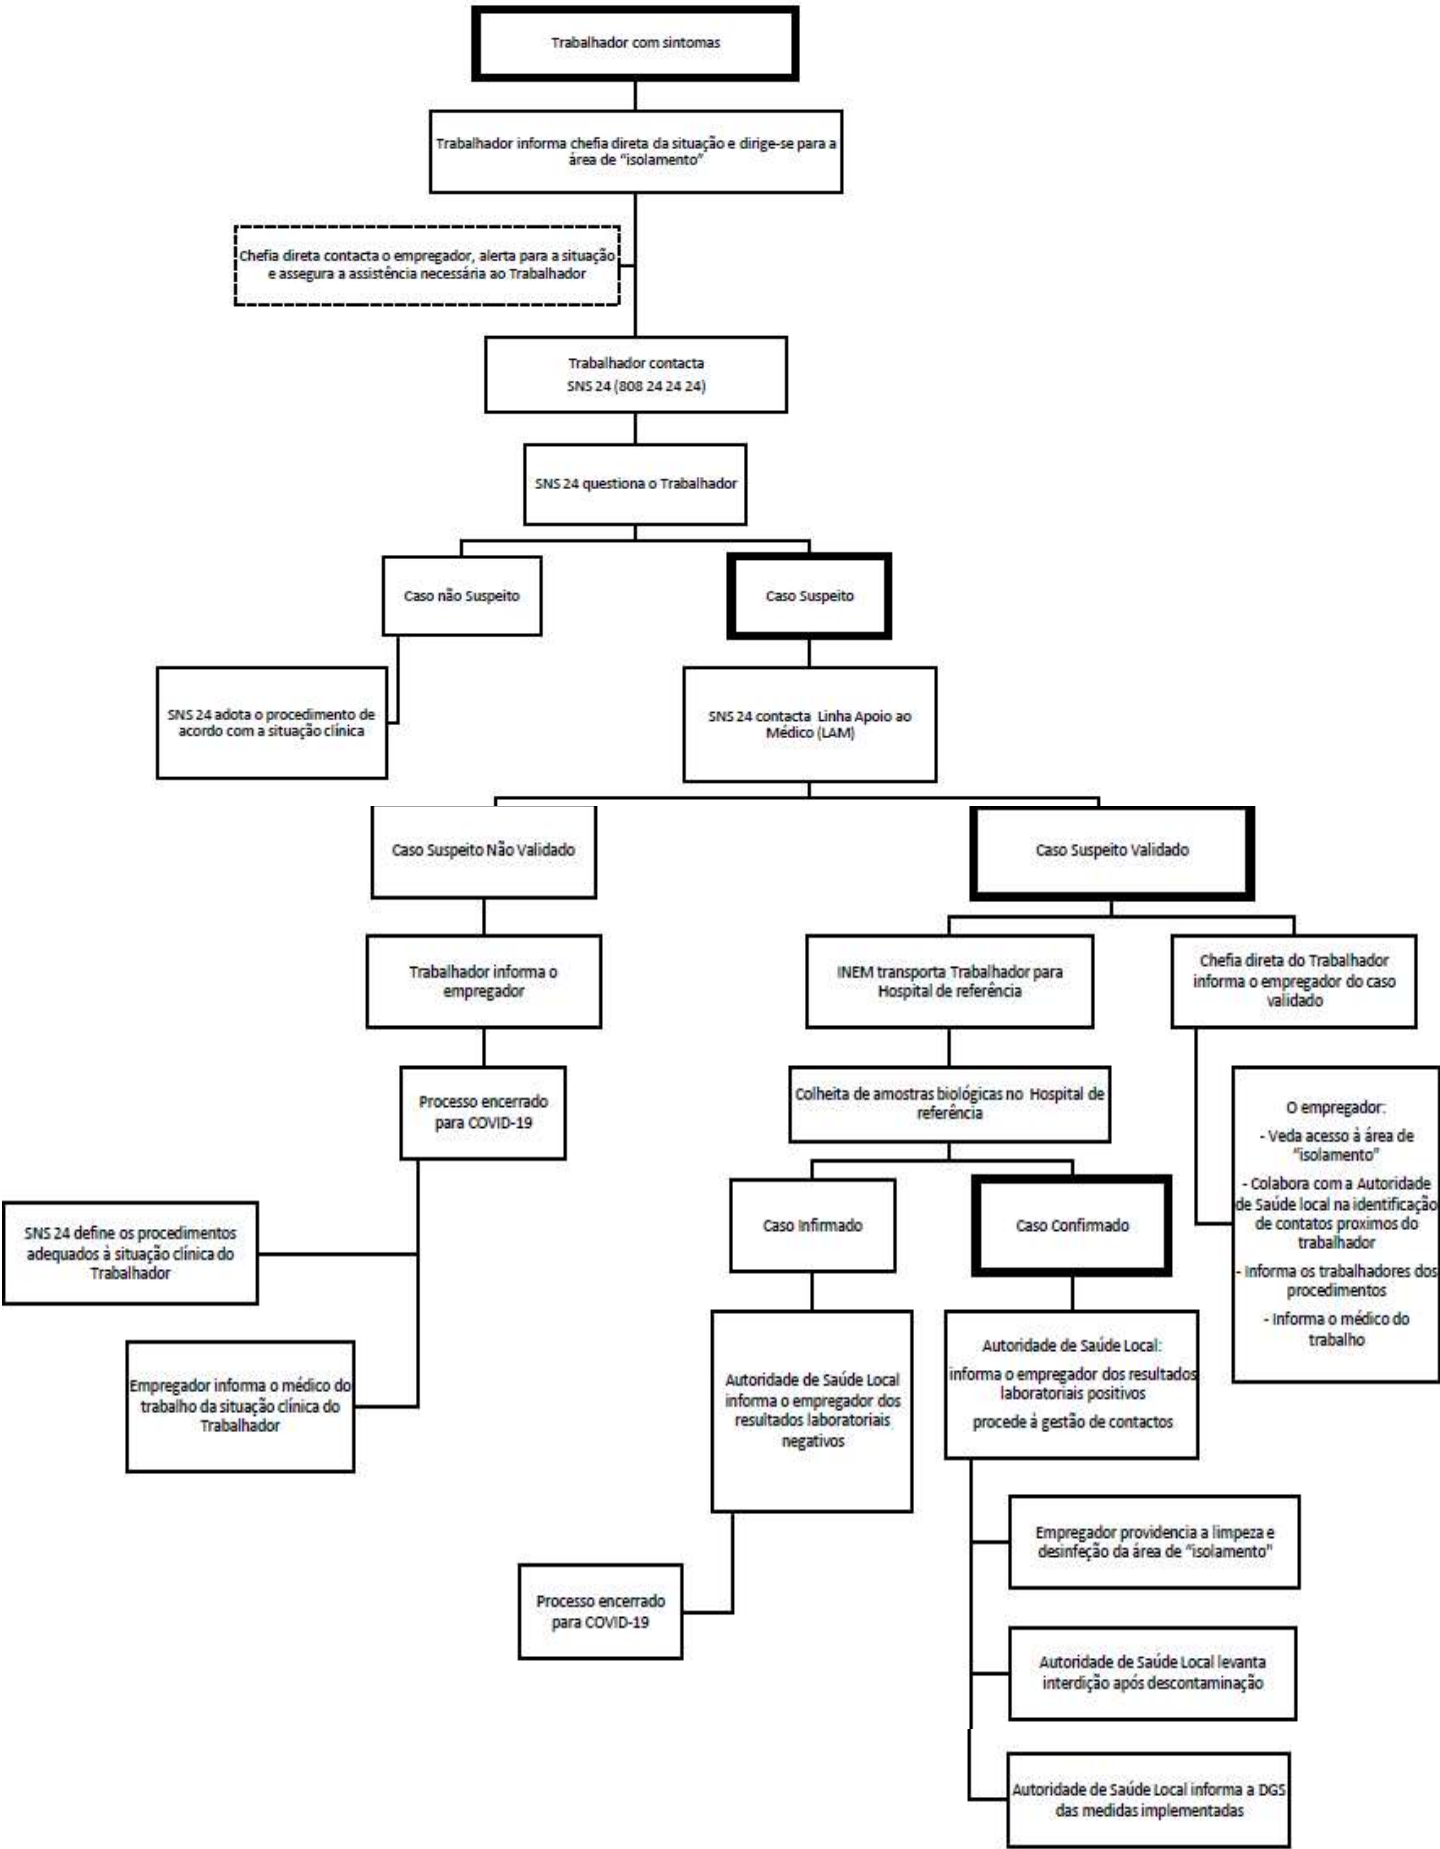 Trabalhador com sintomas
Trabalhador informa chefia direta da situação e dirige-se para a
área de “isolamento”
Chefia direta contacta o empregador, alerta para a situação
e assegura a assistência necessária ao Trabalhador
Trabalhador contacta
SNS 24 (808 24 24 24)
SNS 24 questiona o Trabalhador
Caso não Suspeito
Caso Suspeito
SNS 24 adota o procedimento de
acordo com a situação clínica
SNS 24 contacta Linha Apoio ao
Médico (LAM)
Caso Suspeito Não Validado
Caso Suspeito Validado
Trabalhador informa o
empregador
INEM transporta Trabalhador para
Hospital de referência
Chefia direta do Trabalhador
informa o empregador do caso
validado
Processo encerrado
para COVID-19
Colheita de amostras biológicas no Hospital de
referência
O empregador:
- Veda acesso à área de
“isolamento”
- Colabora com a Autoridade
de Saúde local na identificação
de contatos proximos do
trabalhador
- Informa os trabalhadores dos
procedimentos
- Informa o médico do
trabalho
SNS 24 define os procedimentos
adequados à situação clínica do
Trabalhador
Caso Infirmado
Caso Confirmado
Empregador informa o médico do
trabalho da situação clínica do
Trabalhador
Autoridade de Saúde Local
informa o empregador dos
resultados laboratoriais
negativos
Autoridade de Saúde Local:
informa o empregador dos resultados
laboratoriais positivos
procede à gestão de contactos
Empregador providencia a limpeza e
desinfeção da área de “isolamento”
Processo encerrado
para COVID-19
Autoridade de Saúde Local levanta
interdição após descontaminação
Autoridade de Saúde Local informa a DGS
das medidas implementadas